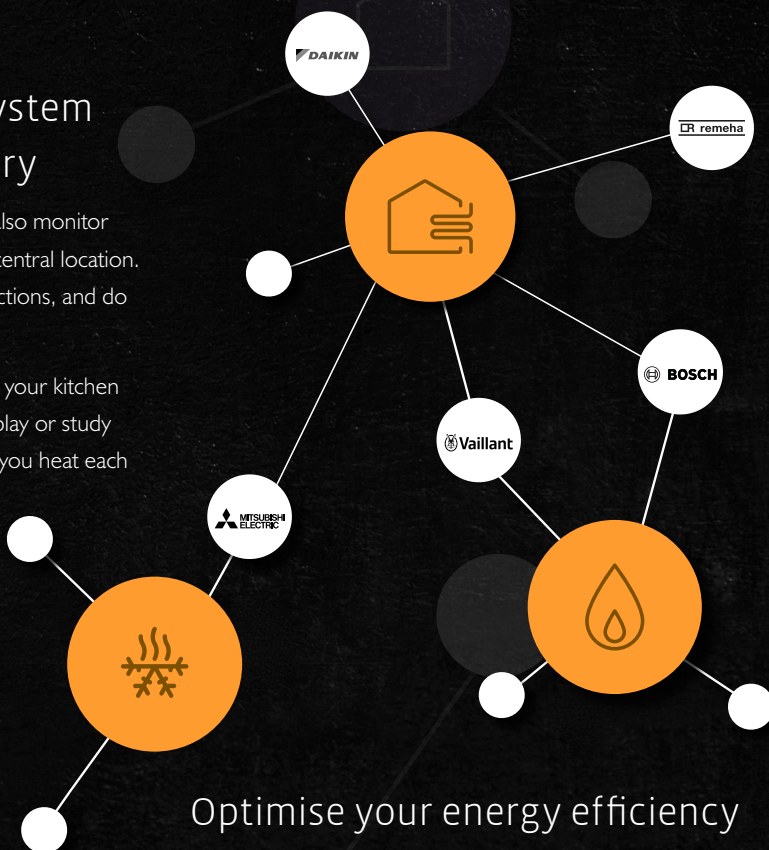 DAIKIN
ystem
remeha
ry
also monitor
central location.
ctions, and do
BOSCH
your kitchen
play or study
Vaillant
you heat each
MITSUBISHI
ELECTRIC
Optimise your energy efficiency